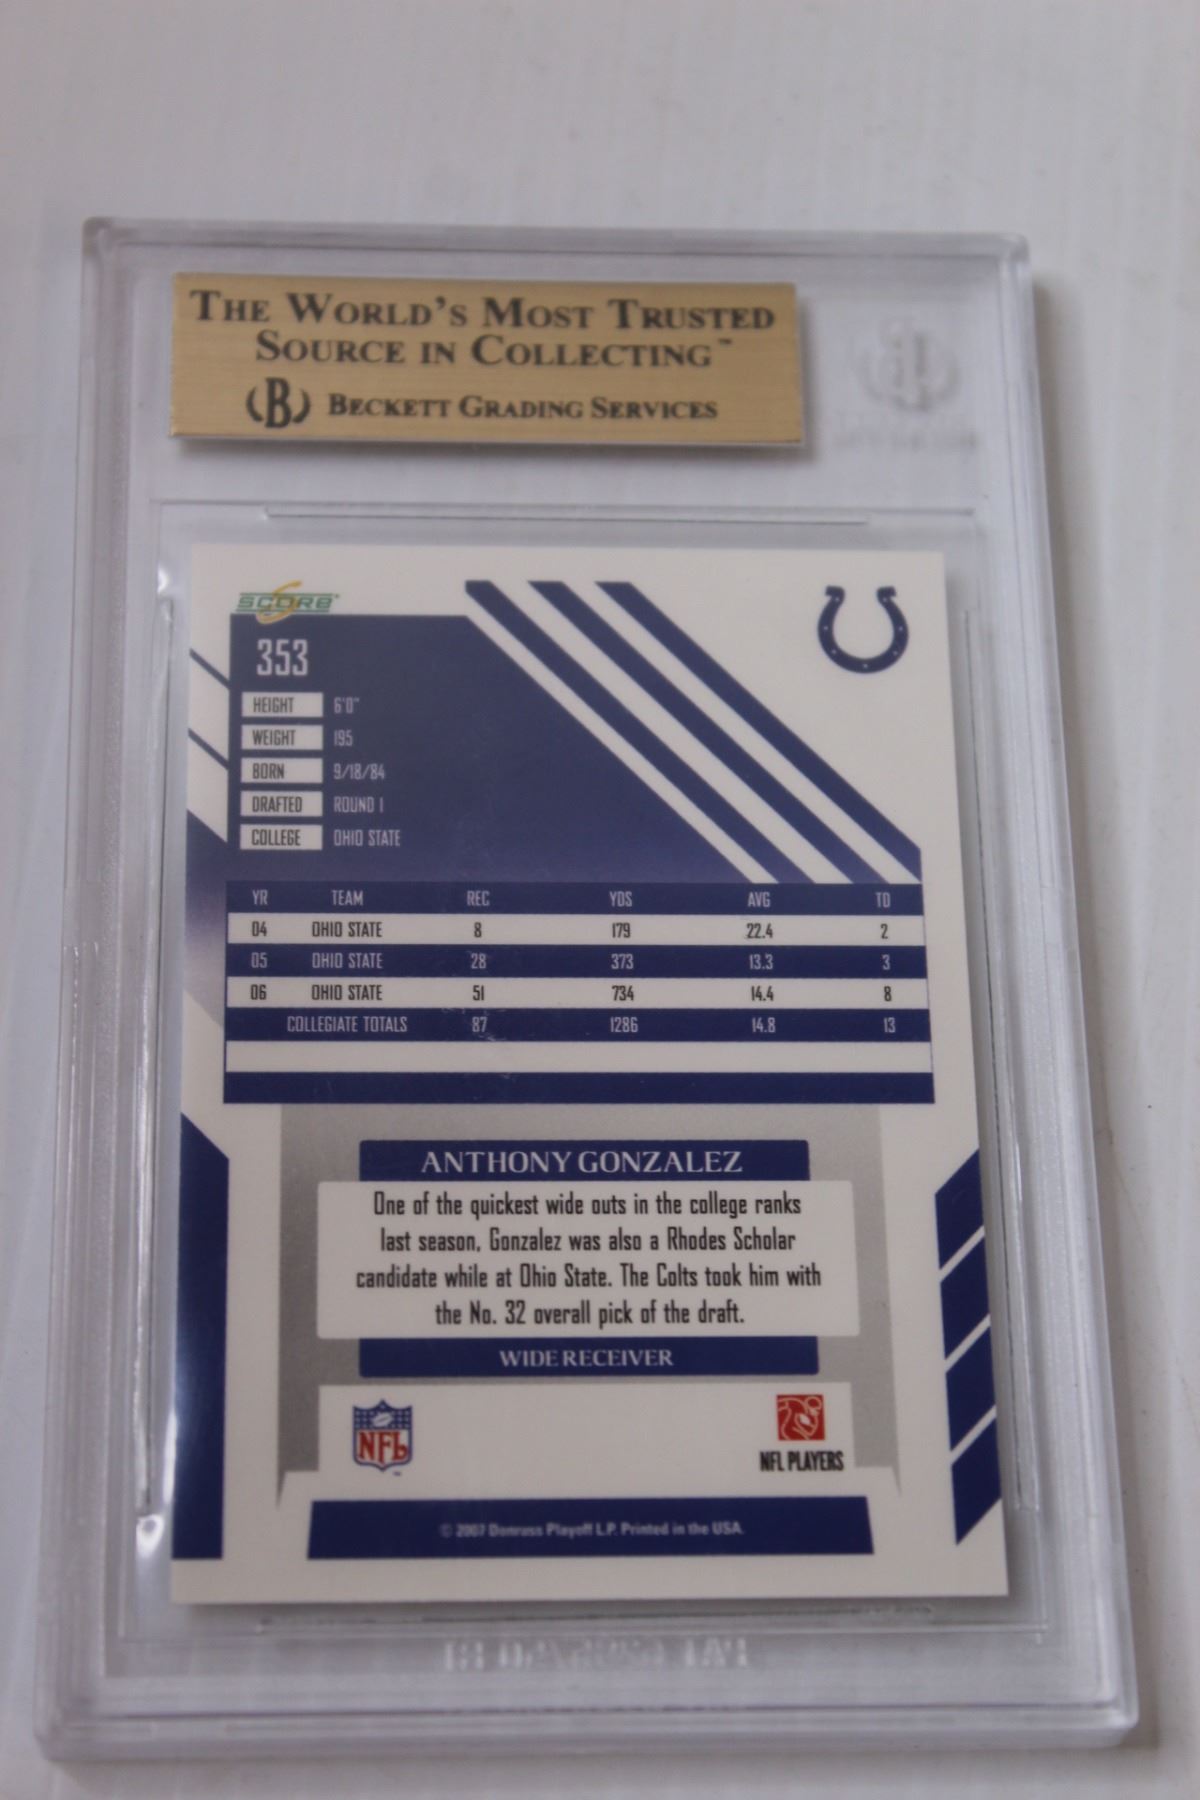 THE WORLD'S MOST TRUSTED
SOURCE IN COLLECTING™
B BECKETT GRADING SERVICES
SCORE
353
HEIGHT 6'0"
WEIGHT 195
BORN 9/18/84
DRAFTED ROUND 1
COLLEGE OHIO STATE
YR TEAM REC YDS AVG TD
04 OHIO STATE 8 179 22.4 2
05 OHIO STATE 28 373 13.3 3
06 OHIO STATE 51 734 14.4 8
COLLEGIATE TOTALS 87 1286 14.8 13
ANTHONY GONZALEZ
One of the quickest wide outs in the college ranks
last season, Gonzalez was also a Rhodes Scholar
candidate while at Ohio State. The Colts took him with
the No. 32 overall pick of the draft.
WIDE RECEIVER
NFL
NFL PLAYERS
© 2007 Donruss Playoff L.P. Printed in the USA.